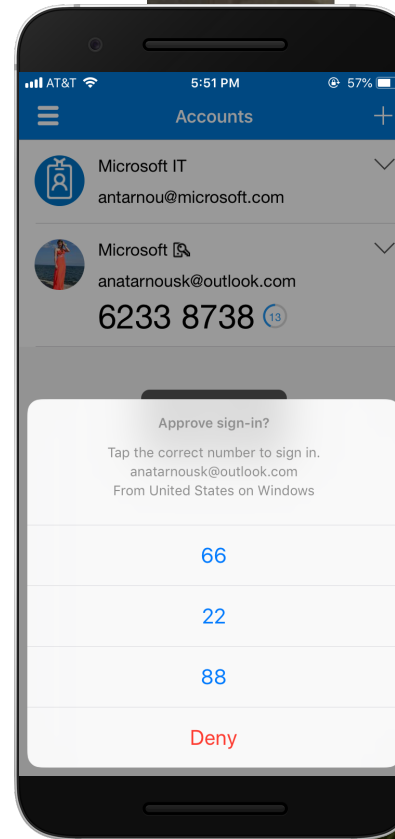 AT&T 5:51 PM 57%
Accounts
Microsoft IT
antarnou@microsoft.com
Microsoft
anatarnousk@outlook.com
6233 8738 13
Approve sign-in?
Tap the correct number to sign in.
anatarnousk@outlook.com
From United States on Windows
66
22
88
Deny